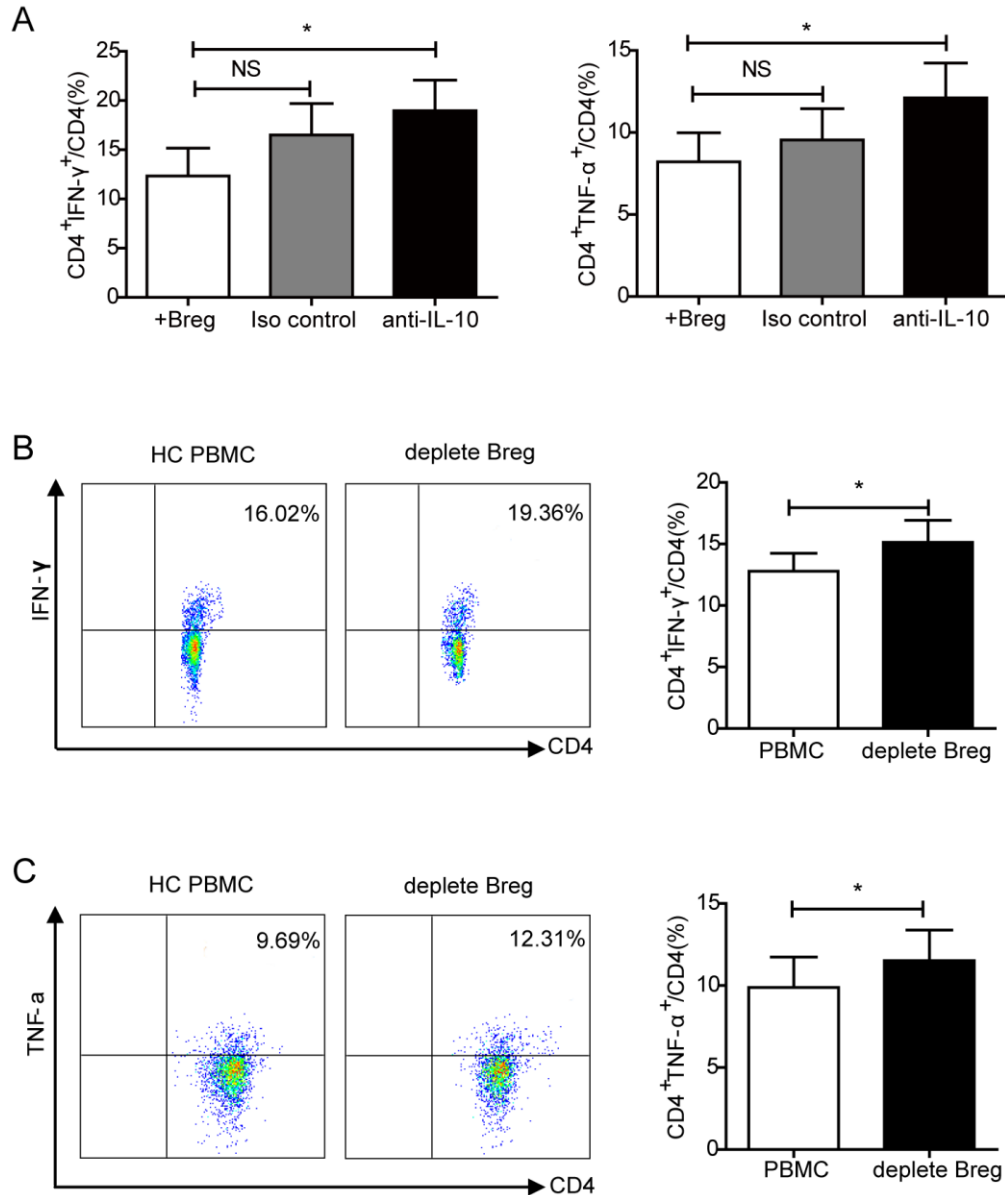 A
CD4+IFN-γ+/CD4(%)
25
20
15
10
5
0
*
NS
+Breg Iso control anti-IL-10
CD4+TNF-α+/CD4(%)
15
10
5
0
*
NS
+Breg Iso control anti-IL-10
B
HC PBMC deplete Breg
IFN-γ
16.02% 19.36%
CD4
CD4+IFN-γ+/CD4(%)
20
15
10
5
0
*
PBMC deplete Breg
C
HC PBMC deplete Breg
TNF-a
9.69% 12.31%
CD4
CD4+TNF-α+/CD4(%)
15
10
5
0
*
PBMC deplete Breg